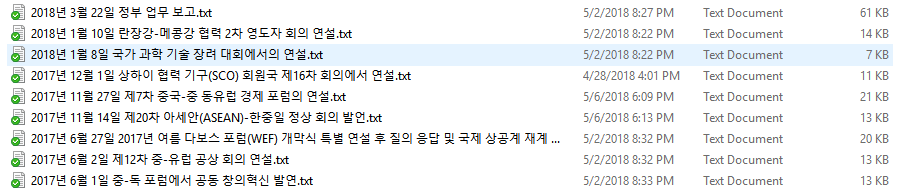 2018년 3월 22일 정부 업무 보고.txt 5/2/2018 8:27 PM Text Document 61 KB
2018년 1월 10일 란창강-메콩강 협력 2차 영도자 회의 연설.txt 5/2/2018 8:22 PM Text Document 14 KB
2018년 1월 8일 국가 과학 기술 장려 대회에서의 연설.txt 5/2/2018 8:22 PM Text Document 7 KB
2017년 12월 1일 상하이 협력 기구(SCO) 회원국 제16차 회의에서 연설.txt 4/28/2018 4:01 PM Text Document 11 KB
2017년 11월 27일 제7차 중국-중 동유럽 경제 포럼의 연설.txt 5/6/2018 6:09 PM Text Document 21 KB
2017년 11월 14일 제20차 아세안(ASEAN)-한중일 정상 회의 발언.txt 5/6/2018 6:13 PM Text Document 13 KB
2017년 6월 27일 2017년 여름 다보스 포럼(WEF) 개막식 특별 연설 후 질의 응답 및 국제 상공계 재계 ... 5/2/2018 8:32 PM Text Document 20 KB
2017년 6월 2일 제12차 중-유럽 공상 회의 연설.txt 5/2/2018 8:32 PM Text Document 13 KB
2017년 6월 1일 중-독 포럼에서 공동 창의혁신 발연.txt 5/2/2018 8:33 PM Text Document 13 KB